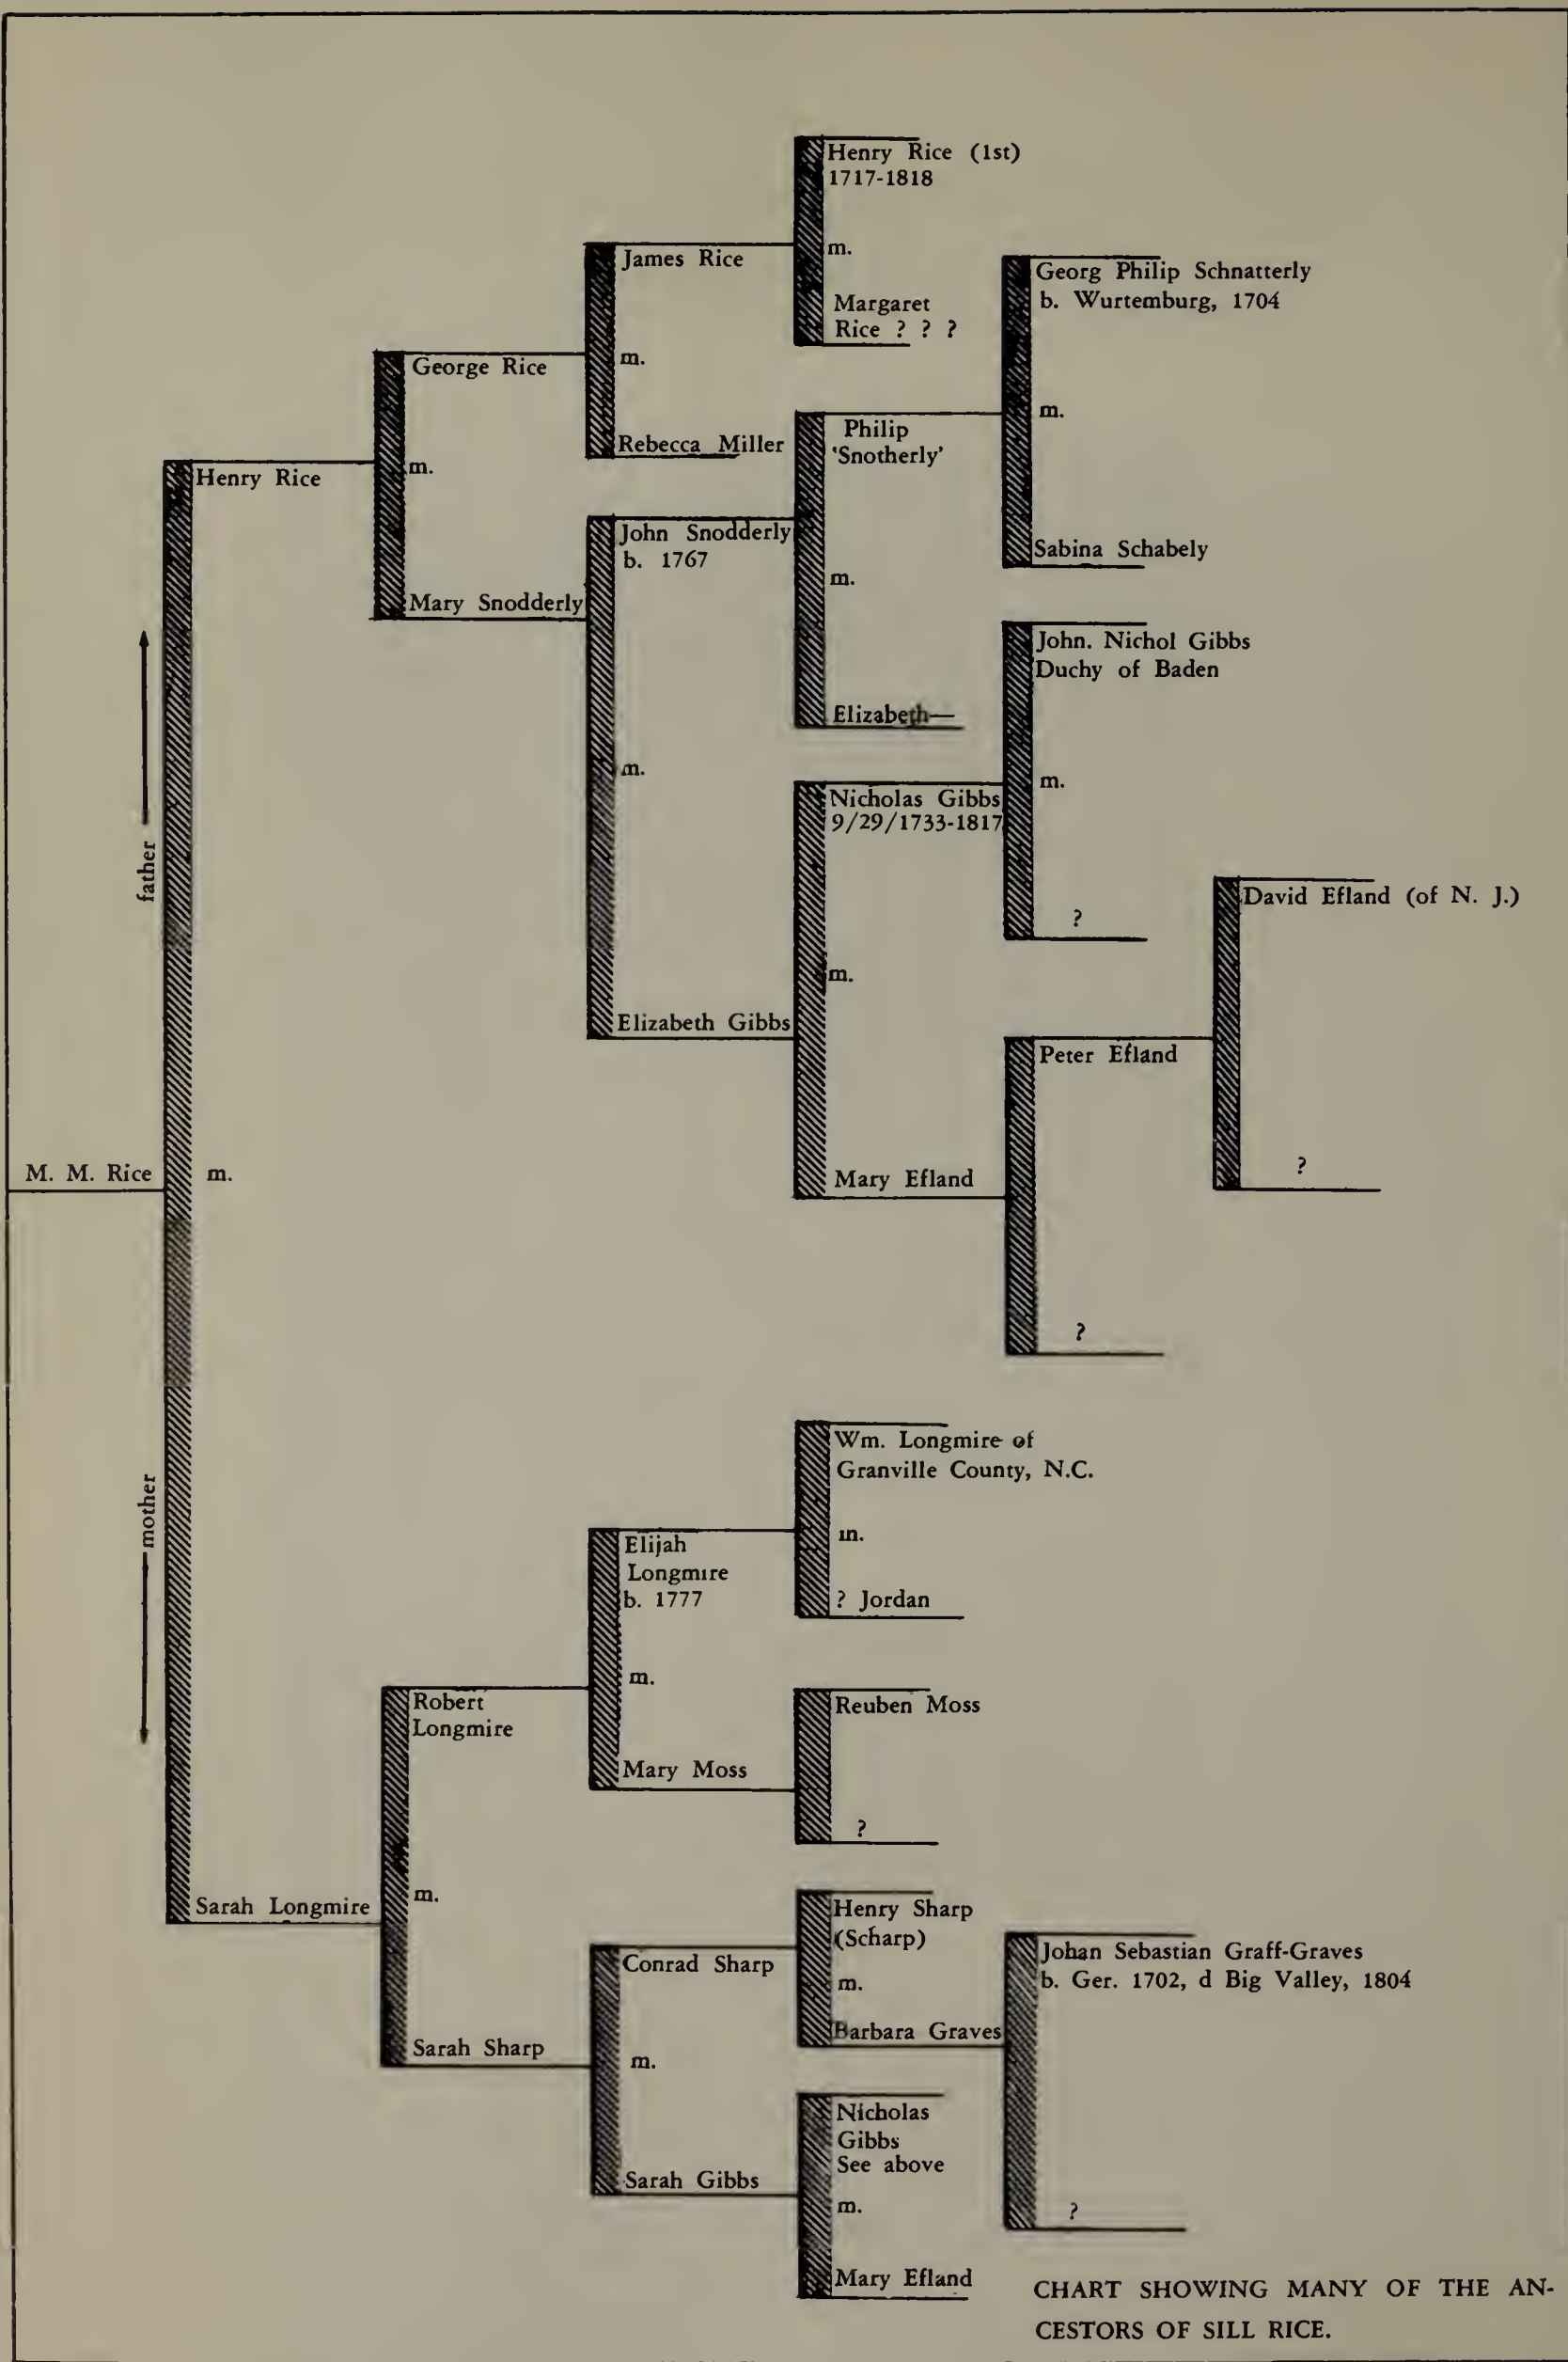 Henry Rice (1st)
1717-1818
m.
Margaret
Rice ? ? ?
James Rice
m.
Rebecca Miller
Georg Philip Schnatterly
b. Wurtemburg, 1704
m.
Sabina Schabely
George Rice
m.
Mary Snodderly
Philip
'Snotherly'
m.
Elizabeth—
Henry Rice
John Snodderly
b. 1767
m.
Elizabeth Gibbs
John. Nichol Gibbs
Duchy of Baden
m.
?
Nicholas Gibbs
9/29/1733-1817
m.
Mary Efland
David Efland (of N. J.)
?
Peter Efland
?
father
M. M. Rice
m.
mother
Wm. Longmire of
Granville County, N.C.
m.
? Jordan
Elijah
Longmire
b. 1777
m.
Mary Moss
Reuben Moss
?
Robert
Longmire
m.
Sarah Sharp
Sarah Longmire
Henry Sharp
(Scharp)
m.
Barbara Graves
Conrad Sharp
m.
Sarah Gibbs
Johan Sebastian Graff-Graves
b. Ger. 1702, d Big Valley, 1804
?
Nicholas
Gibbs
See above
m.
Mary Efland
CHART SHOWING MANY OF THE AN-
CESTORS OF SILL RICE.